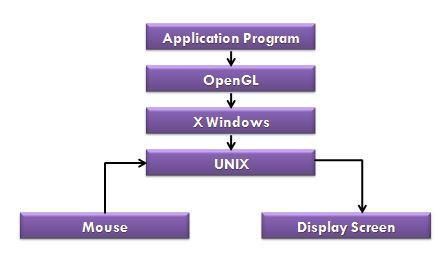 Application Program
OpenGL
X Windows
UNIX
Mouse
Display Screen